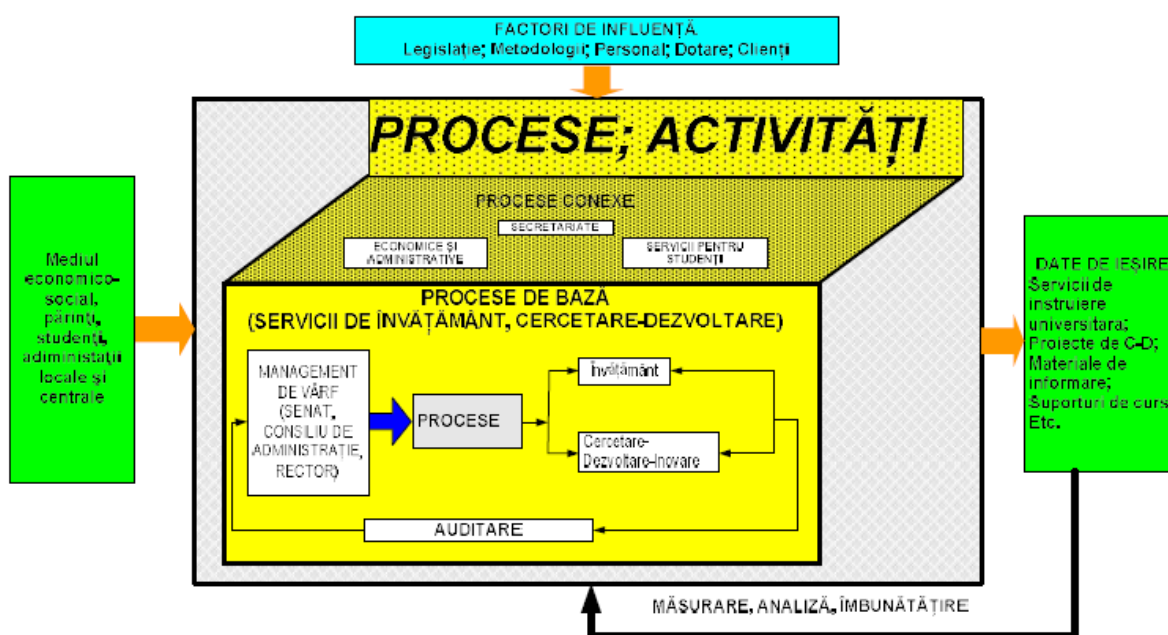 FACTORI DE INFLUENȚĂ
Legislație; Metodologii; Personal; Dotare; Clienți
PROCESE; ACTIVITĂȚI
PROCESE CONEXE
SECRETARIATE
ECONOMICE ȘI
ADMINISTRATIVE
SERVICII PENTRU
STUDENȚI
Mediul
economico-
social,
părinți,
studenți,
adiministații
locale și
centrale
PROCESE DE BAZĂ
(SERVICII DE ÎNVĂȚĂMÂNT, CERCETARE-DEZVOLTARE)
MANAGEMENT
DE VÂRF
(SENAT,
CONSILIU DE
ADMINISTRAȚIE,
RECTOR)
PROCESE
Învățământ
Cercetare-
Dezvoltare-Inovare
AUDITARE
DATE DE IEȘIRE
Servicii de
instruiere
universitara;
Proiecte de C-D;
Materiale de
informare;
Suporturi de curs
Etc.
MĂSURARE, ANALIZĂ, ÎMBUNĂTĂȚIRE